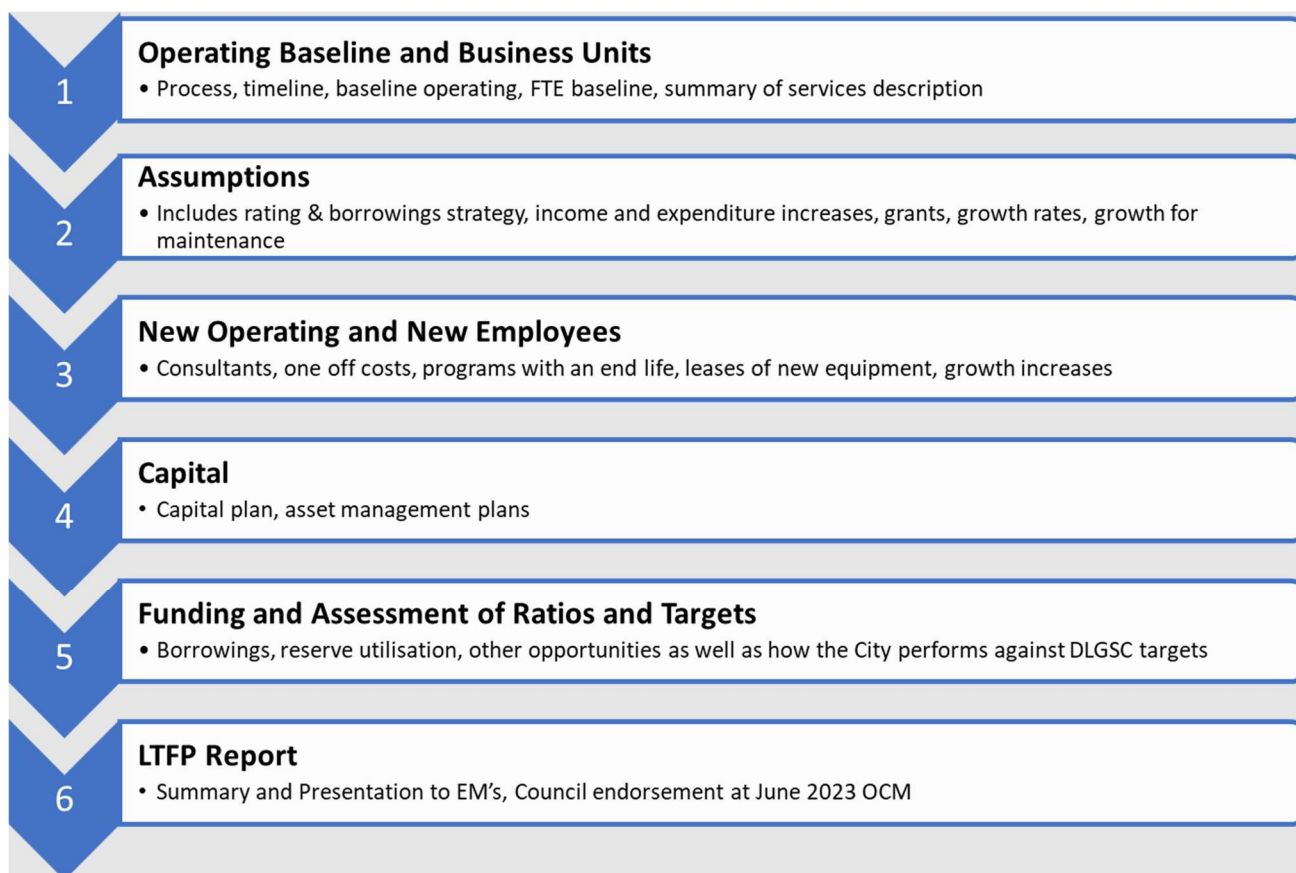 1
Operating Baseline and Business Units
• Process, timeline, baseline operating, FTE baseline, summary of services description
2
Assumptions
• Includes rating & borrowings strategy, income and expenditure increases, grants, growth rates, growth for
maintenance
3
New Operating and New Employees
• Consultants, one off costs, programs with an end life, leases of new equipment, growth increases
4
Capital
• Capital plan, asset management plans
5
Funding and Assessment of Ratios and Targets
• Borrowings, reserve utilisation, other opportunities as well as how the City performs against DLGSC targets
6
LTFP Report
• Summary and Presentation to EM’s, Council endorsement at June 2023 OCM